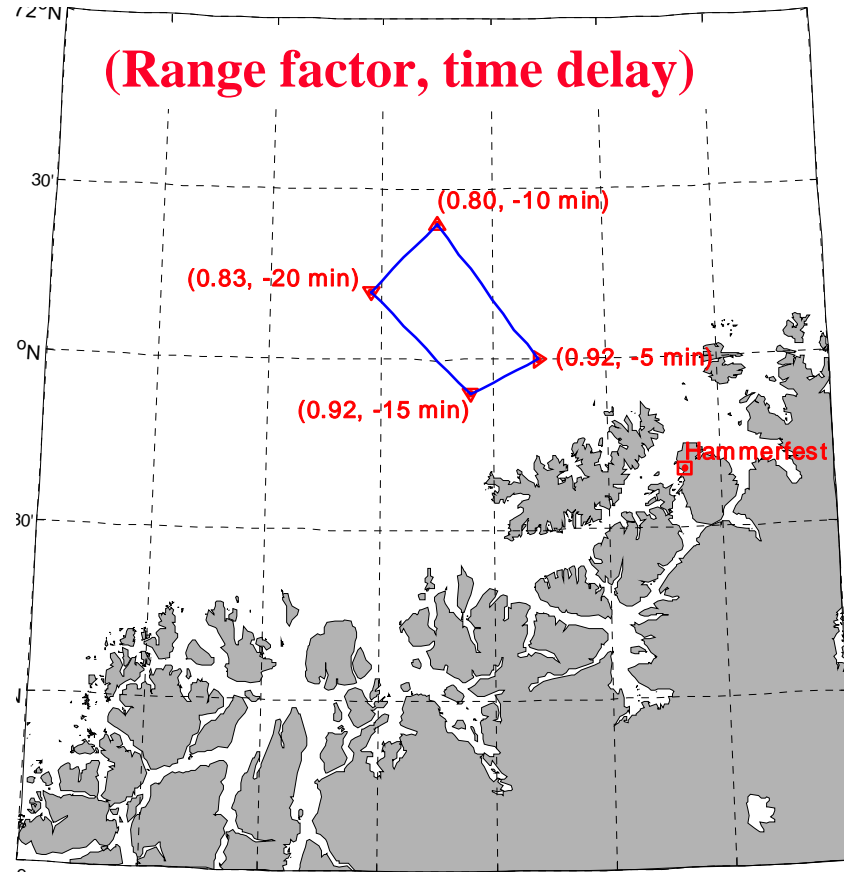 72°N
(Range factor, time delay)
30'
(0.80, -10 min)
(0.83, -20 min)
°N
(0.92, -5 min)
(0.92, -15 min)
Hammerfest
30'
N